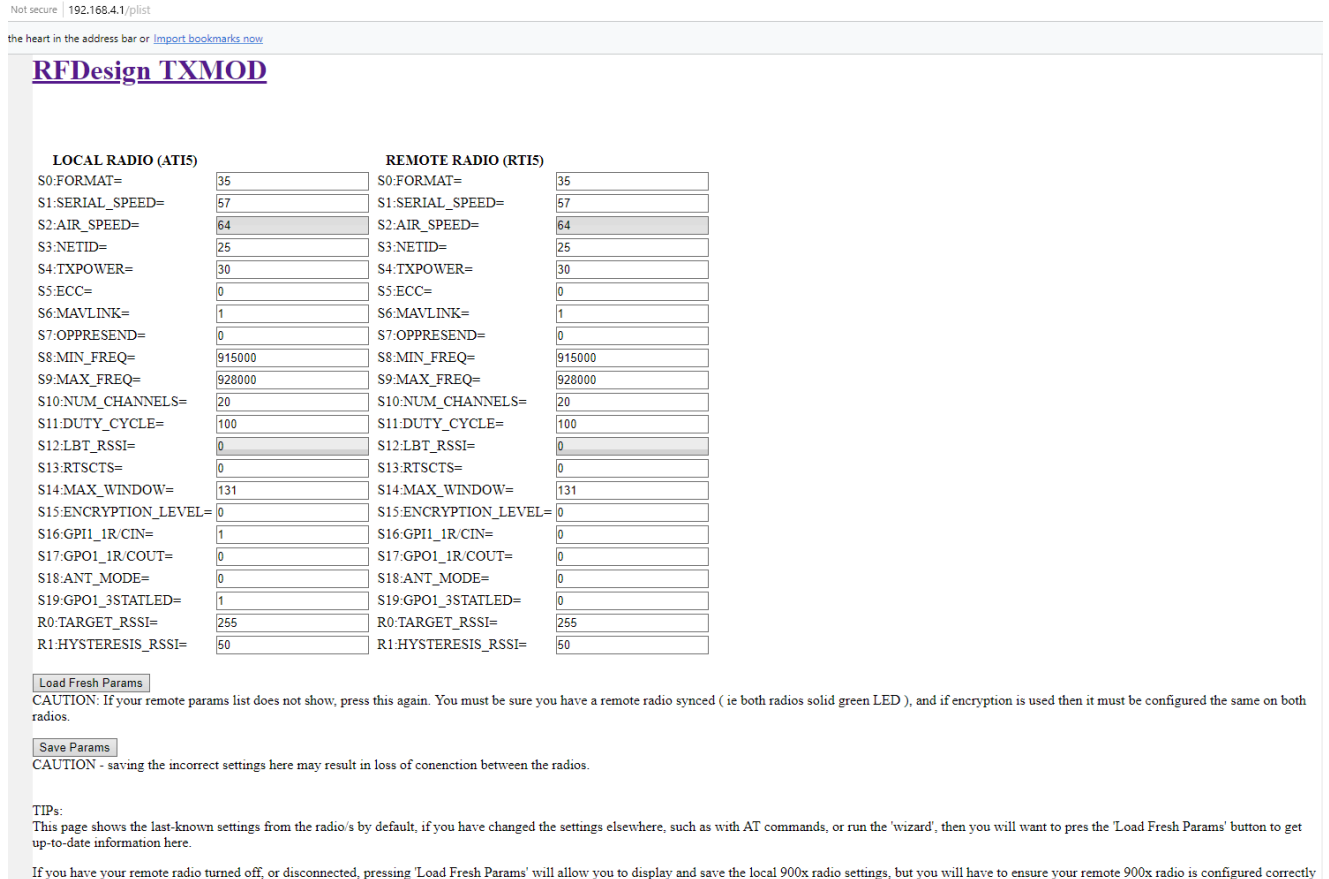 Not secure 192.168.4.1/plist
the heart in the address bar or Import bookmarks now
RFDesign TXMOD
LOCAL RADIO (ATI5) REMOTE RADIO (RTI5)
S0:FORMAT= 35 S0:FORMAT= 35
S1:SERIAL_SPEED= 57 S1:SERIAL_SPEED= 57
S2:AIR_SPEED= 64 S2:AIR_SPEED= 64
S3:NETID= 25 S3:NETID= 25
S4:TXPOWER= 30 S4:TXPOWER= 30
S5:ECC= 0 S5:ECC= 0
S6:MAVLINK= 1 S6:MAVLINK= 1
S7:OPPRESEND= 0 S7:OPPRESEND= 0
S8:MIN_FREQ= 915000 S8:MIN_FREQ= 915000
S9:MAX_FREQ= 928000 S9:MAX_FREQ= 928000
S10:NUM_CHANNELS= 20 S10:NUM_CHANNELS= 20
S11:DUTY_CYCLE= 100 S11:DUTY_CYCLE= 100
S12:LBT_RSSI= 0 S12:LBT_RSSI= 0
S13:RTSCTS= 0 S13:RTSCTS= 0
S14:MAX_WINDOW= 131 S14:MAX_WINDOW= 131
S15:ENCRYPTION_LEVEL= 0 S15:ENCRYPTION_LEVEL= 0
S16:GPI1_1R/CIN= 1 S16:GPI1_1R/CIN= 0
S17:GPO1_1R/COUT= 0 S17:GPO1_1R/COUT= 0
S18:ANT_MODE= 0 S18:ANT_MODE= 0
S19:GPO1_3STATLED= 1 S19:GPO1_3STATLED= 0
R0:TARGET_RSSI= 255 R0:TARGET_RSSI= 255
R1:HYSTERESIS_RSSI= 50 R1:HYSTERESIS_RSSI= 50
Load Fresh Params
CAUTION: If your remote params list does not show, press this again. You must be sure you have a remote radio synced ( ie both radios solid green LED ), and if encryption is used then it must be configured the same on both
radios.
Save Params
CAUTION - saving the incorrect settings here may result in loss of conenction between the radios.
TIPs:
This page shows the last-known settings from the radio/s by default, if you have changed the settings elsewhere, such as with AT commands, or run the 'wizard', then you will want to pres the 'Load Fresh Params' button to get
up-to-date information here.
If you have your remote radio turned off, or disconnected, pressing 'Load Fresh Params' will allow you to display and save the local 900x radio settings, but you will have to ensure your remote 900x radio is configured correctly